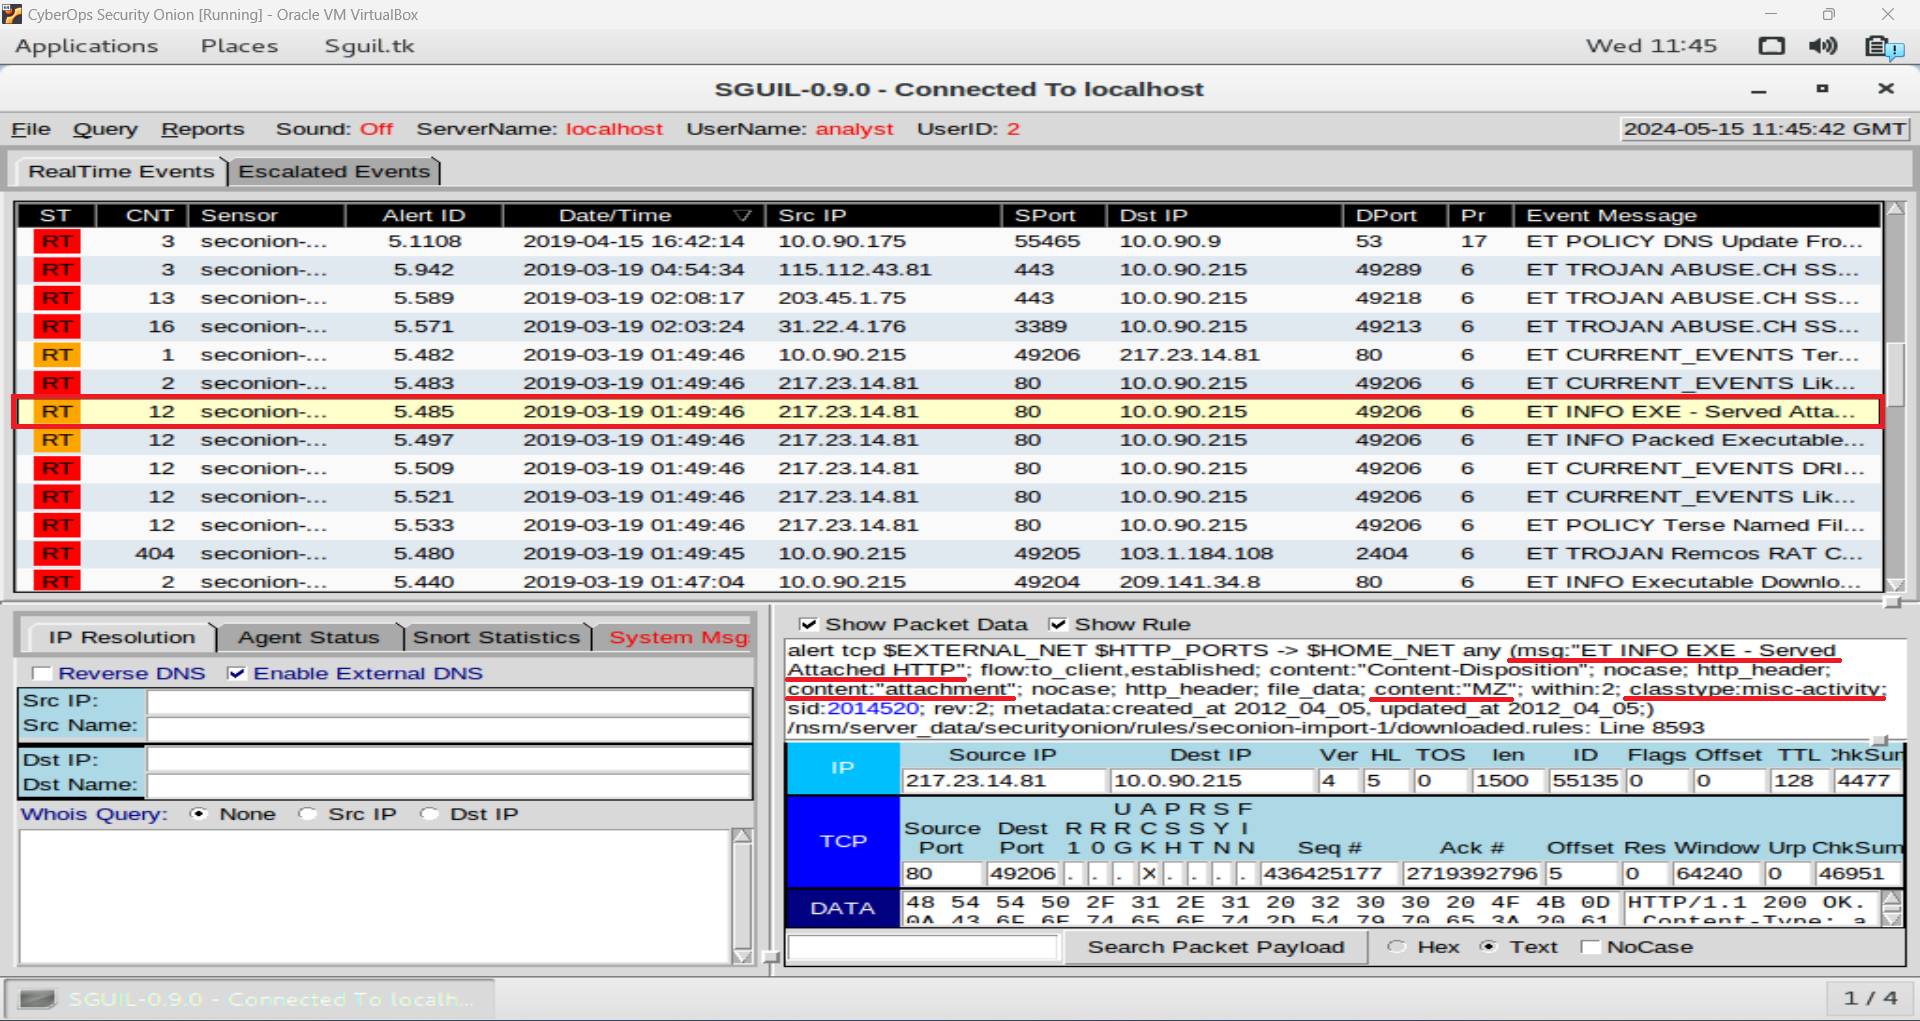 CyberOps Security Onion [Running] - Oracle VM VirtualBox
Applications Places Sguil.tk Wed 11:45
SGUIL-0.9.0 - Connected To localhost
File Query Reports Sound: Off ServerName: localhost UserName: analyst UserID: 2 2024-05-15 11:45:42 GMT
RealTime Events Escalated Events
ST CNT Sensor Alert ID Date/Time Src IP SPort Dst IP DPort Pr Event Message
RT 3 seconion-... 5.1108 2019-04-15 16:42:14 10.0.90.175 55465 10.0.90.9 53 17 ET POLICY DNS Update Fro...
RT 3 seconion-... 5.942 2019-03-19 04:54:34 115.112.43.81 443 10.0.90.215 49289 6 ET TROJAN ABUSE.CH SS...
RT 13 seconion-... 5.589 2019-03-19 02:08:17 203.45.1.75 443 10.0.90.215 49218 6 ET TROJAN ABUSE.CH SS...
RT 16 seconion-... 5.571 2019-03-19 02:03:24 31.22.4.176 3389 10.0.90.215 49213 6 ET TROJAN ABUSE.CH SS...
RT 1 seconion-... 5.482 2019-03-19 01:49:46 10.0.90.215 49206 217.23.14.81 80 6 ET CURRENT_EVENTS Ter...
RT 2 seconion-... 5.483 2019-03-19 01:49:46 217.23.14.81 80 10.0.90.215 49206 6 ET CURRENT_EVENTS Lik...
RT 12 seconion-... 5.485 2019-03-19 01:49:46 217.23.14.81 80 10.0.90.215 49206 6 ET INFO EXE - Served Atta...
RT 12 seconion-... 5.497 2019-03-19 01:49:46 217.23.14.81 80 10.0.90.215 49206 6 ET INFO Packed Executable...
RT 12 seconion-... 5.509 2019-03-19 01:49:46 217.23.14.81 80 10.0.90.215 49206 6 ET CURRENT_EVENTS DRI...
RT 12 seconion-... 5.521 2019-03-19 01:49:46 217.23.14.81 80 10.0.90.215 49206 6 ET CURRENT_EVENTS Lik...
RT 12 seconion-... 5.533 2019-03-19 01:49:46 217.23.14.81 80 10.0.90.215 49206 6 ET POLICY Terse Named Fil...
RT 404 seconion-... 5.480 2019-03-19 01:49:45 10.0.90.215 49205 103.1.184.108 2404 6 ET TROJAN Remcos RAT C...
RT 2 seconion-... 5.440 2019-03-19 01:47:04 10.0.90.215 49204 209.141.34.8 80 6 ET INFO Executable Downlo...
IP Resolution Agent Status Snort Statistics System Msg
Reverse DNS Enable External DNS
Src IP:
Src Name:
Dst IP:
Dst Name:
Whois Query: None Src IP Dst IP
Show Packet Data Show Rule
alert tcp $EXTERNAL_NET $HTTP_PORTS -> $HOME_NET any (msg:"ET INFO EXE - Served
Attached HTTP"; flow:to_client,established; content:"Content-Disposition"; nocase; http_header;
content:"attachment"; nocase; http_header; file_data; content:"MZ"; within:2; classtype:misc-activity;
sid:2014520; rev:2; metadata:created_at 2012_04_05, updated_at 2012_04_05;)
/nsm/server_data/securityonion/rules/seconion-import-1/downloaded.rules: Line 8593
IP Source IP Dest IP Ver HL TOS len ID Flags Offset TTL ChkSum
217.23.14.81 10.0.90.215 4 5 0 1500 55135 0 0 128 4477
TCP
U A P R S F
Source Dest R R R C S S Y I
Port Port 1 0 G K H T N N Seq # Ack # Offset Res Window Urp ChkSum
80 49206 . . . X . . . . 436425177 2719392796 5 0 64240 0 46951
DATA 48 54 54 50 2F 31 2E 31 20 32 30 30 20 4F 4B 0D HTTP/1.1 200 OK.
0A 43 6F 6E 74 65 6E 74 2D 54 79 70 65 3A 20 61 .Content-Type: a
Search Packet Payload Hex Text NoCase
SGUIL-0.9.0 - Connected To localh...
1 / 4